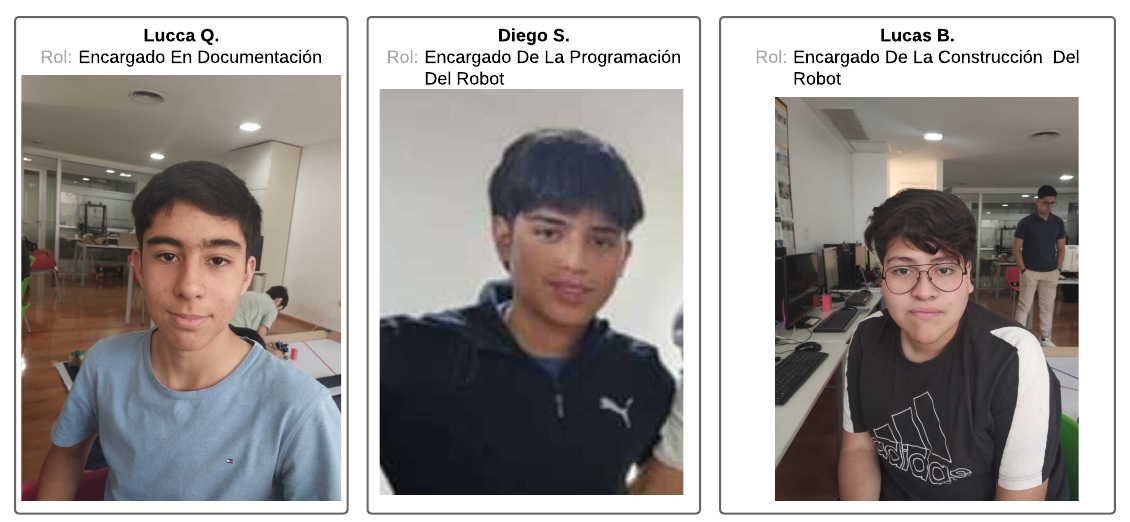 Lucca Q.
Rol: Encargado En Documentación
Diego S.
Rol: Encargado De La Programación
Del Robot
Lucas B.
Rol: Encargado De La Construcción Del
Robot
adidas